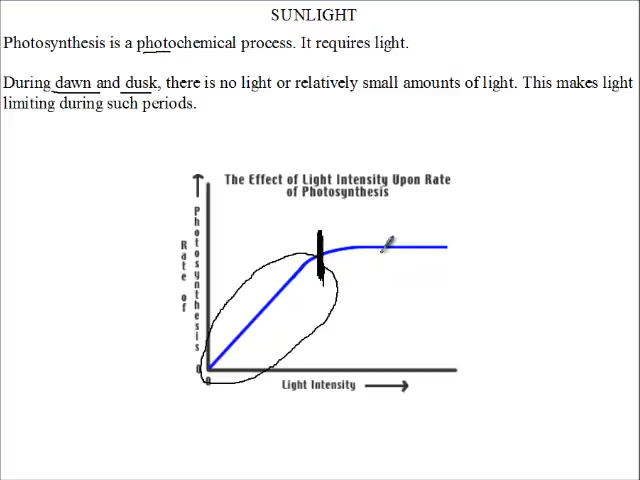 SUNLIGHT
Photosynthesis is a photochemical process. It requires light.
During dawn and dusk, there is no light or relatively small amounts of light. This makes light
limiting during such periods.
The Effect of Light Intensity Upon Rate
of Photosynthesis
Rate of
Photosynthesis
0
0
Light Intensity